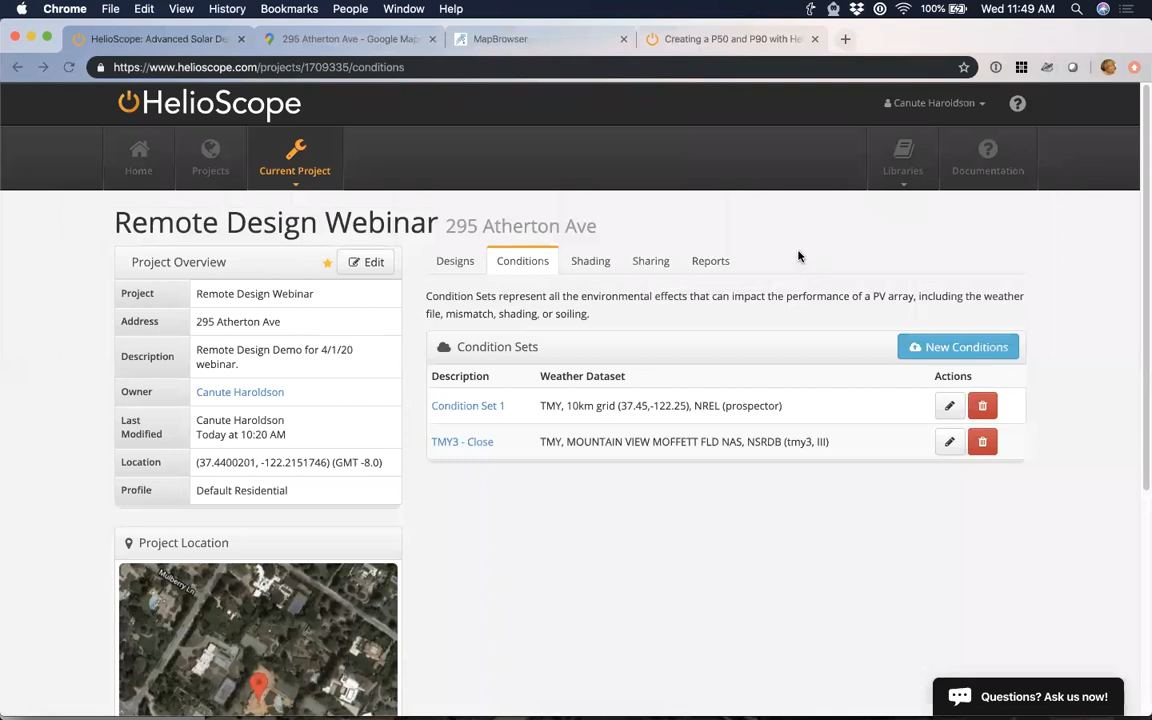 Chrome File Edit View History Bookmarks People Window Help 100% Wed 11:49 AM
HelioScope: Advanced Solar De 295 Atherton Ave - Google Map MapBrowser Creating a P50 and P90 with He
https://www.helioscope.com/projects/1709335/conditions
HelioScope Canute Haroldson ?
Home Projects Current Project Libraries Documentation
Remote Design Webinar 295 Atherton Ave
Project Overview Edit
Project Remote Design Webinar
Address 295 Atherton Ave
Description Remote Design Demo for 4/1/20
webinar.
Owner Canute Haroldson
Last Modified Canute Haroldson
Today at 10:20 AM
Location (37.4400201, -122.2151746) (GMT -8.0)
Profile Default Residential
Project Location
Mulberry Ln
Designs Conditions Shading Sharing Reports
Condition Sets represent all the environmental effects that can impact the performance of a PV array, including the weather
file, mismatch, shading, or soiling.
Condition Sets New Conditions
Description Weather Dataset Actions
Condition Set 1 TMY, 10km grid (37.45,-122.25), NREL (prospector)
TMY3 - Close TMY, MOUNTAIN VIEW MOFFETT FLD NAS, NSRDB (tmy3, III)
Questions? Ask us now!